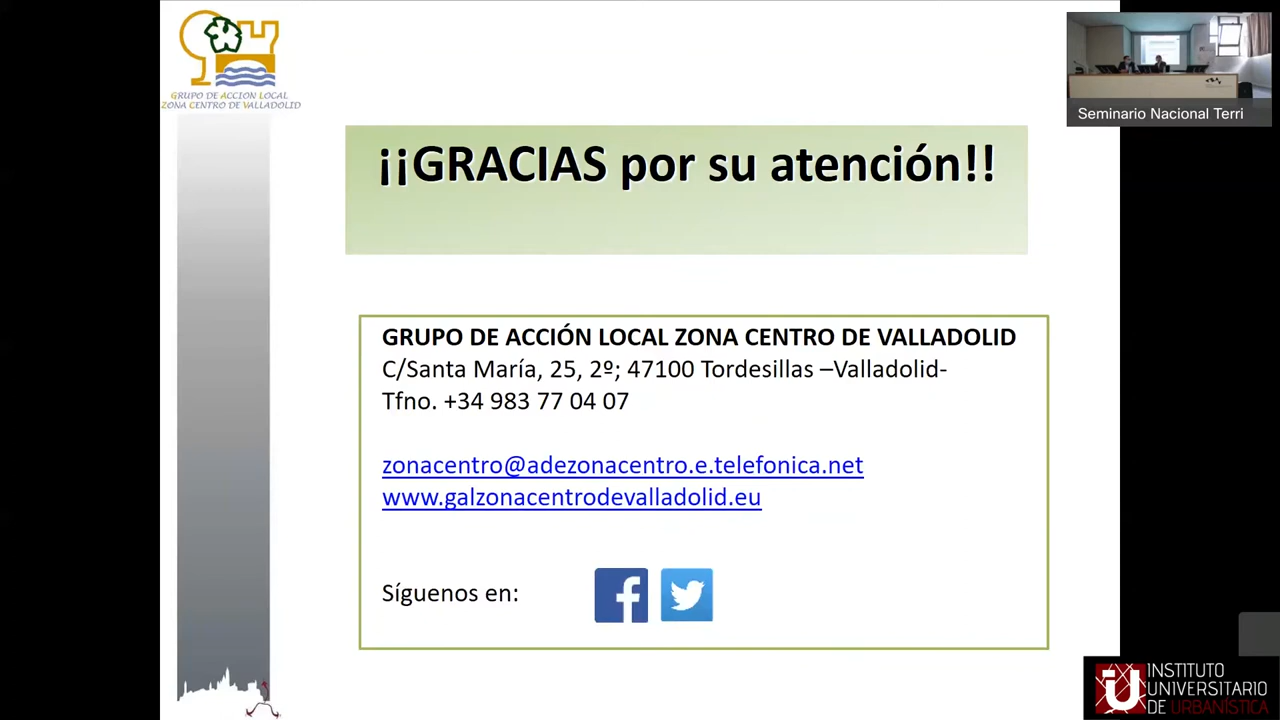 GRUPO DE ACCION LOCAL
ZONA CENTRO DE VALLADOLID
Seminario Nacional Terri
¡¡GRACIAS por su atención!!
GRUPO DE ACCIÓN LOCAL ZONA CENTRO DE VALLADOLID
C/Santa María, 25, 2º; 47100 Tordesillas –Valladolid-
Tfno. +34 983 77 04 07
zonacentro@adezonacentro.e.telefonica.net
www.galzonacentrodevalladolid.eu
Síguenos en:
INSTITUTO
UNIVERSITARIO
DE URBANÍSTICA